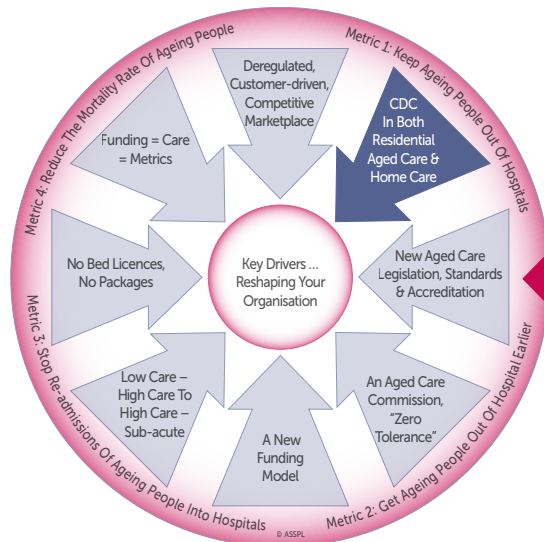 Metric 4: Reduce The Mortality Rate Of Ageing People
Metric 1: Keep Ageing People Out Of Hospitals
Deregulated,
Customer-driven,
Competitive
Marketplace
CDC
In Both
Residential
Aged Care &
Home Care
Funding = Care
= Metrics
No Bed Licences,
No Packages
Key Drivers ...
Reshaping Your
Organisation
New Aged Care
Legislation, Standards
& Accreditation
Low Care –
High Care To
High Care –
Sub-acute
A New
Funding
Model
An Aged Care
Commission,
"Zero
Tolerance"
Metric 3: Stop Re-admissions Of Ageing People Into Hospitals
Metric 2: Get Ageing People Out Of Hospital Earlier
© ASSPL